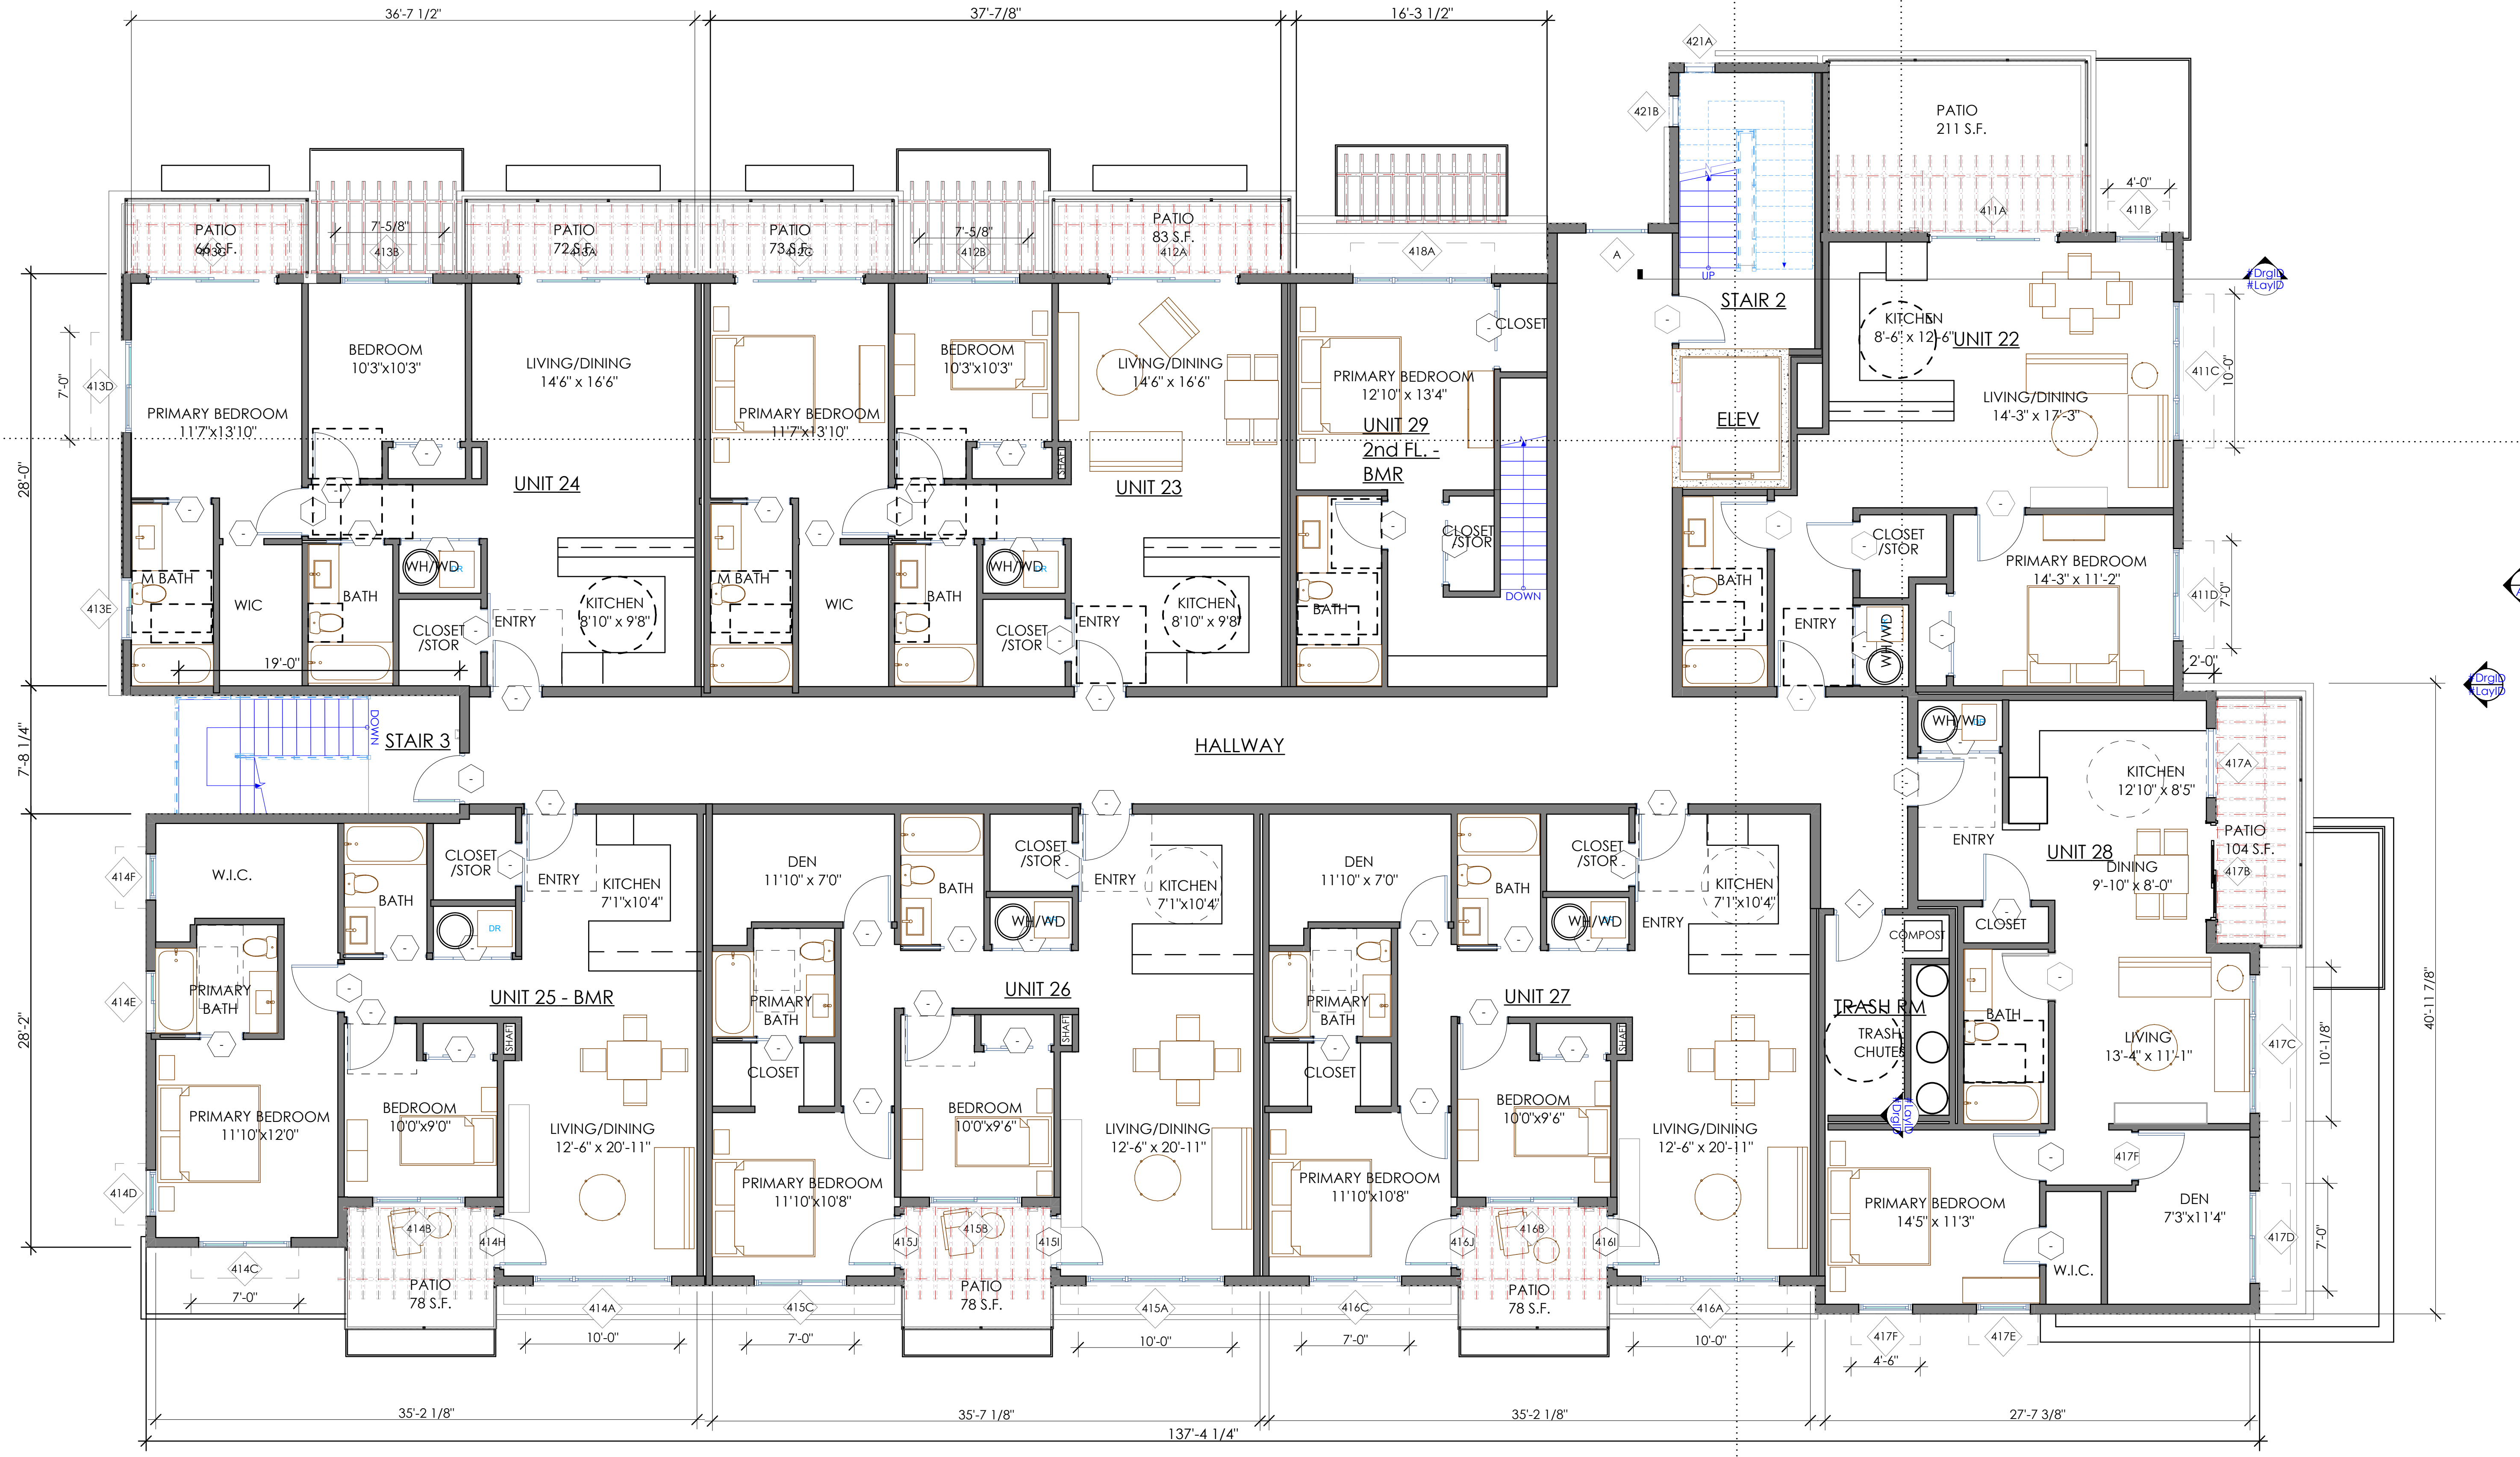 36'-7 1/2"
37'-7/8"
16'-3 1/2"
421A
421B
PATIO
211 S.F.
4'-0"
411A
411B
PATIO
66 S.F.
7'-5/8"
413B
PATIO
72 S.F.
413A
PATIO
73 S.F.
412C
7'-5/8"
412B
PATIO
83 S.F.
412A
418A
A
UP
STAIR 2
#DrgID
#LayID
CLOSET
KITCHEN
8'-6" x 12'-6"
UNIT 22
BEDROOM
10'3"x10'3"
LIVING/DINING
14'6" x 16'6"
BEDROOM
10'3"x10'3"
LIVING/DINING
14'6" x 16'6"
PRIMARY BEDROOM
12'10" x 13'4"
7'-0"
413D
411C
10'-0"
PRIMARY BEDROOM
11'7"x13'10"
PRIMARY BEDROOM
11'7"x13'10"
UNIT 29
2nd FL. -
BMR
ELEV
LIVING/DINING
14'-3" x 17'-3"
28'-0"
SHAFT
UNIT 24
UNIT 23
CLOSET
/STOR
CLOSET
/STOR
M BATH
WIC
BATH
WH/WD
DR
KITCHEN
8'10" x 9'8"
M BATH
WIC
BATH
WH/WD
DR
KITCHEN
8'10" x 9'8"
BATH
DOWN
BATH
PRIMARY BEDROOM
14'-3" x 11'-2"
413E
411D
7'-0"
CLOSET
/STOR
ENTRY
CLOSET
/STOR
ENTRY
ENTRY
WH/WD
19'-0"
2'-0"
#DrgID
#LayID
7'-8 1/4"
DOWN
STAIR 3
HALLWAY
WH/WD
DR
417A
KITCHEN
12'10" x 8'5"
ENTRY
UNIT 28
DINING
9'-10" x 8'-0"
PATIO
104 S.F.
417B
414F
W.I.C.
BATH
CLOSET
/STOR
ENTRY
KITCHEN
7'1"x10'4"
DR
DEN
11'10" x 7'0"
BATH
CLOSET
/STOR
WH/WD
ENTRY
KITCHEN
7'1"x10'4"
DEN
11'10" x 7'0"
BATH
CLOSET
/STOR
WH/WD
ENTRY
KITCHEN
7'1"x10'4"
COMPOST
CLOSET
414E
PRIMARY
BATH
UNIT 25 - BMR
PRIMARY
BATH
UNIT 26
PRIMARY
BATH
UNIT 27
TRASH RM
TRASH
CHUTES
BATH
LIVING
13'-4" x 11'-1"
417C
10'-1/8"
40'-11 7/8"
28'-2"
SHAFT
SHAFT
SHAFT
CLOSET
CLOSET
#LayID
#DrgID
PRIMARY BEDROOM
11'10"x12'0"
BEDROOM
10'0"x9'0"
LIVING/DINING
12'-6" x 20'-11"
BEDROOM
10'0"x9'6"
LIVING/DINING
12'-6" x 20'-11"
BEDROOM
10'0"x9'6"
LIVING/DINING
12'-6" x 20'-11"
417F
414D
PRIMARY BEDROOM
11'10"x10'8"
PRIMARY BEDROOM
11'10"x10'8"
PRIMARY BEDROOM
14'5" x 11'3"
DEN
7'3"x11'4"
414B
414H
415J
415B
415I
416J
416B
416I
417D
7'-0"
W.I.C.
414C
7'-0"
PATIO
78 S.F.
414A
10'-0"
415C
7'-0"
PATIO
78 S.F.
415A
10'-0"
416C
7'-0"
PATIO
78 S.F.
416A
10'-0"
417F
417E
4'-6"
35'-2 1/8"
35'-7 1/8"
35'-2 1/8"
27'-7 3/8"
137'-4 1/4"